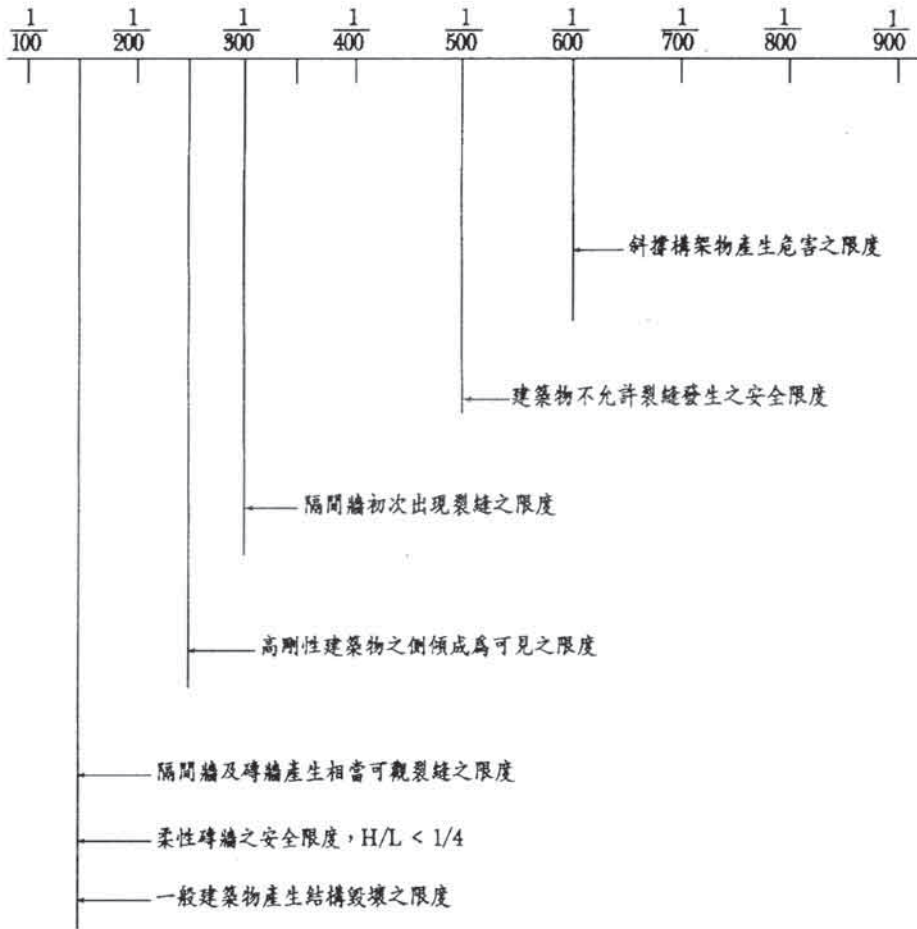 1/100 1/200 1/300 1/400 1/500 1/600 1/700 1/800 1/900
斜撐構架物產生危害之限度
建築物不允許裂縫發生之安全限度
隔間牆初次出現裂縫之限度
高剛性建築物之側傾成爲可見之限度
隔間牆及磚牆產生相當可觀裂縫之限度
柔性磚牆之安全限度，H/L < 1/4
一般建築物產生結構毀壞之限度